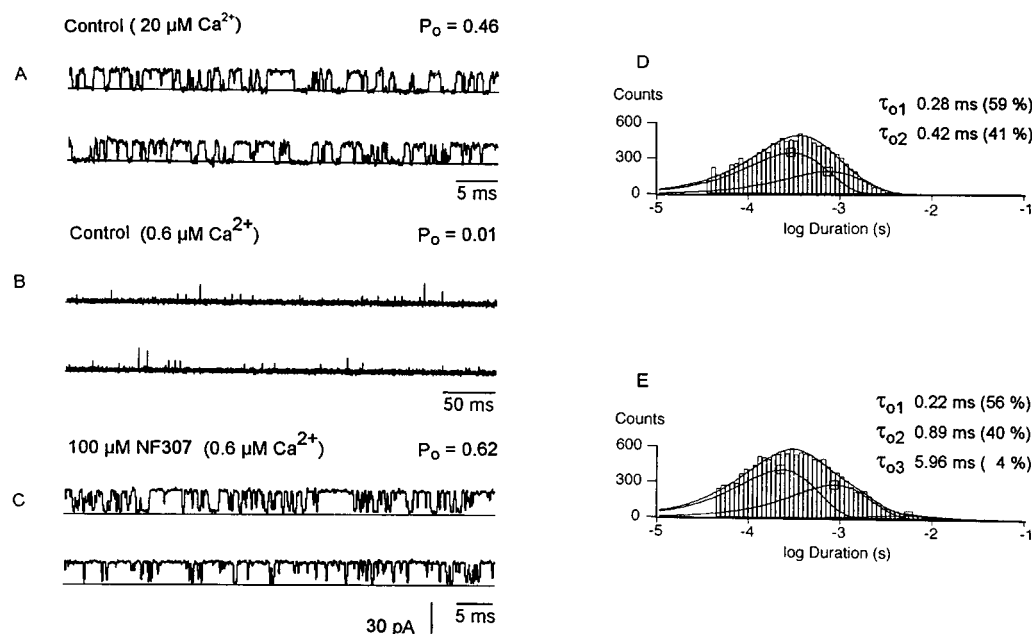 Control ( 20 µM Ca2+) Po = 0.46
A
5 ms
Control (0.6 µM Ca2+) Po = 0.01
B
50 ms
100 µM NF307 (0.6 µM Ca2+) Po = 0.62
C
30 pA 5 ms
D
Counts
τo1 0.28 ms (59 %)
τo2 0.42 ms (41 %)
600
300
0
-5 -4 -3 -2 -1
log Duration (s)
E
Counts
τo1 0.22 ms (56 %)
τo2 0.89 ms (40 %)
τo3 5.96 ms ( 4 %)
600
300
0
-5 -4 -3 -2 -1
log Duration (s)